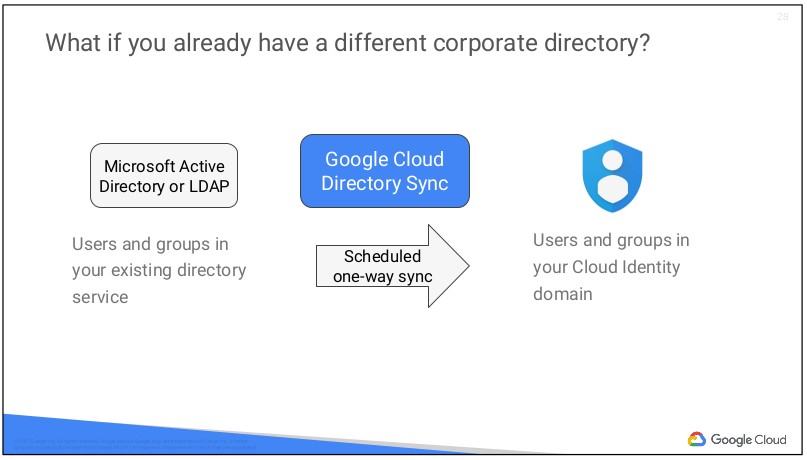 28
What if you already have a different corporate directory?
Microsoft Active
Directory or LDAP
Google Cloud
Directory Sync
Users and groups in
your existing directory
service
Scheduled
one-way sync
Users and groups in
your Cloud Identity
domain
Google Cloud